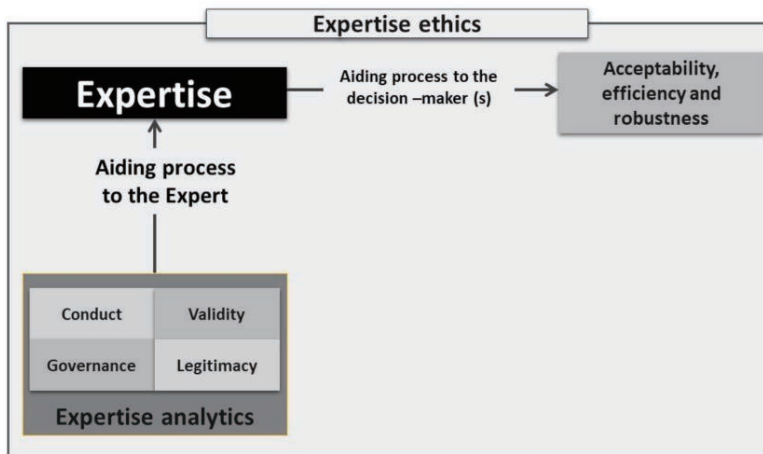 Expertise ethics
Expertise
Aiding process to the
decision –maker (s)
Acceptability,
efficiency and
robustness
Aiding process
to the Expert
Conduct
Validity
Governance
Legitimacy
Expertise analytics